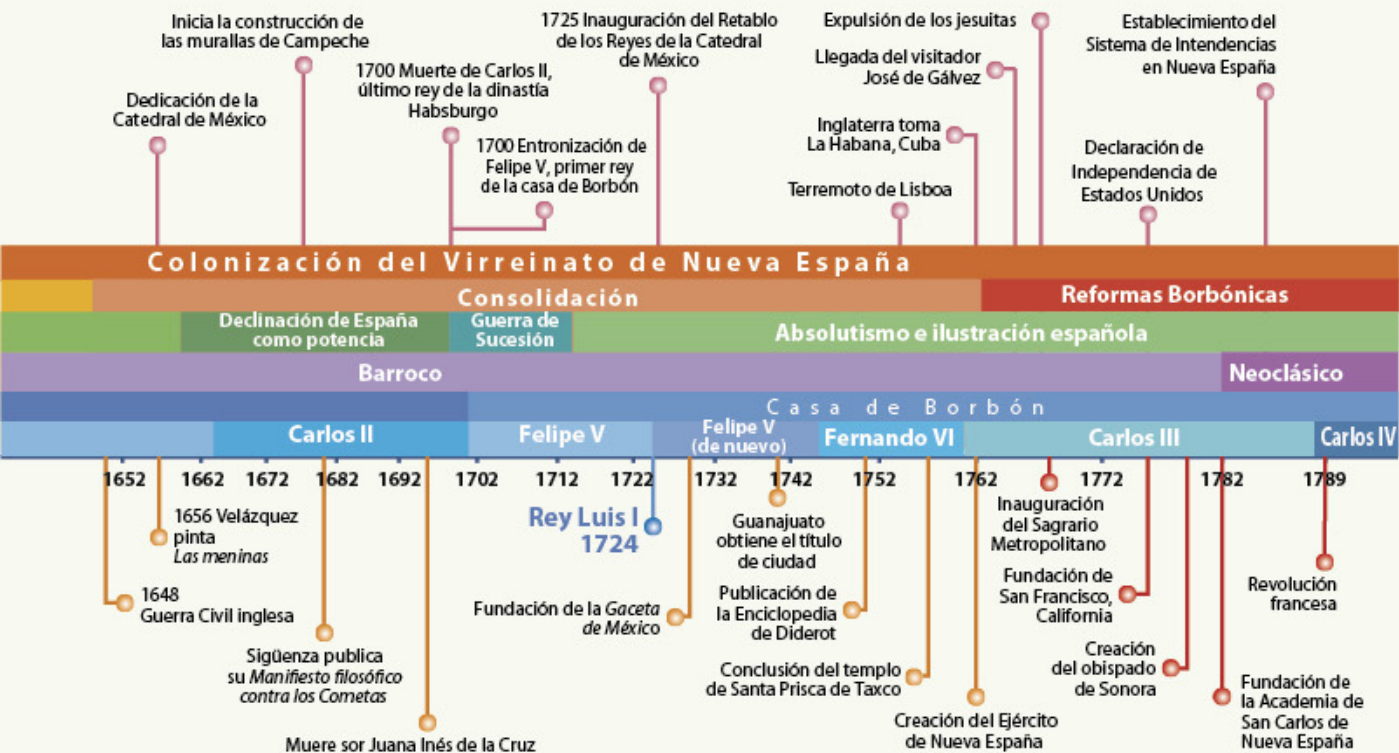 Inicia la construcción de
las murallas de Campeche
Dedicación de la
Catedral de México
1700 Muerte de Carlos II,
último rey de la dinastía
Habsburgo
1700 Entronización de
Felipe V, primer rey
de la casa de Borbón
1725 Inauguración del Retablo
de los Reyes de la Catedral
de México
Expulsión de los jesuitas
Llegada del visitador
José de Gálvez
Inglaterra toma
La Habana, Cuba
Terremoto de Lisboa
Establecimiento del
Sistema de Intendencias
en Nueva España
Declaración de
Independencia de
Estados Unidos
Colonización del Virreinato de Nueva España
Consolidación
Reformas Borbónicas
Declinación de España
como potencia
Guerra de
Sucesión
Absolutismo e ilustración española
Barroco
Neoclásico
Casa de Borbón
Carlos II
Felipe V
Felipe V
(de nuevo)
Fernando VI
Carlos III
Carlos IV
1652 1662 1672 1682 1692 1702 1712 1722 1732 1742 1752 1762 1772 1782 1789
1656 Velázquez
pinta
Las meninas
1648
Guerra Civil inglesa
Sigüenza publica
su Manifiesto filosófico
contra los Cometas
Muere sor Juana Inés de la Cruz
Rey Luis I
1724
Fundación de la Gaceta
de México
Guanajuato
obtiene el título
de ciudad
Publicación de
la Enciclopedia
de Diderot
Conclusión del templo
de Santa Prisca de Taxco
Creación del Ejército
de Nueva España
Inauguración
del Sagrario
Metropolitano
Fundación de
San Francisco,
California
Creación
del obispado
de Sonora
Revolución
francesa
Fundación de
la Academia de
San Carlos de
Nueva España